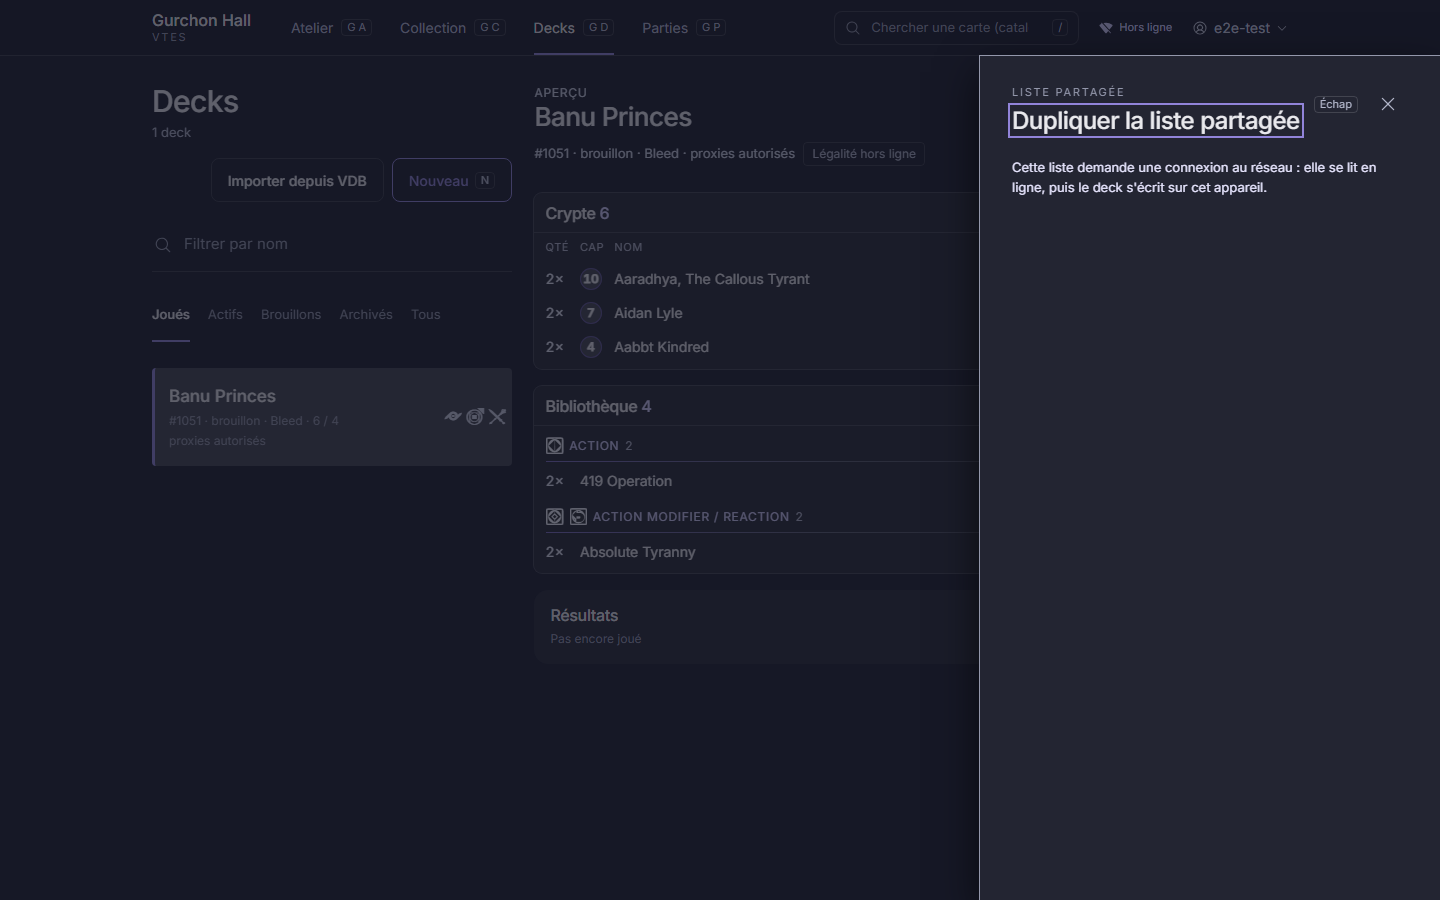 Gurchon Hall
VTES
Atelier G A
Collection G C
Decks G D
Parties G P
Chercher une carte (catal /
Hors ligne
e2e-test
Decks
1 deck
Importer depuis VDB
Nouveau N
Filtrer par nom
Joués Actifs Brouillons Archivés Tous
Banu Princes
#1051 · brouillon · Bleed · 6 / 4
proxies autorisés
APERÇU
Banu Princes
#1051 · brouillon · Bleed · proxies autorisés Légalité hors ligne
Crypte 6
QTÉ CAP NOM
2× 10 Aaradhya, The Callous Tyrant
2× 7 Aidan Lyle
2× 4 Aabbt Kindred
Bibliothèque 4
ACTION 2
2× 419 Operation
ACTION MODIFIER / REACTION 2
2× Absolute Tyranny
Résultats
Pas encore joué
LISTE PARTAGÉE
Dupliquer la liste partagée
Échap
Cette liste demande une connexion au réseau : elle se lit en
ligne, puis le deck s'écrit sur cet appareil.